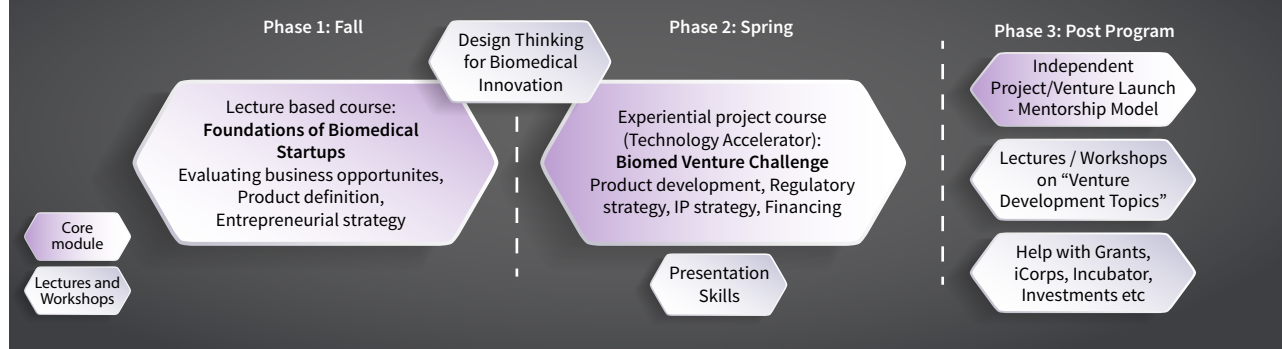 Phase 1: Fall
Lecture based course:
Foundations of Biomedical
Startups
Evaluating business opportunites,
Product definition,
Entrepreneurial strategy
Core
module
Lectures and
Workshops
Design Thinking
for Biomedical
Innovation
Phase 2: Spring
Experiential project course
(Technology Accelerator):
Biomed Venture Challenge
Product development, Regulatory
strategy, IP strategy, Financing
Presentation
Skills
Phase 3: Post Program
Independent
Project/Venture Launch
- Mentorship Model
Lectures / Workshops
on “Venture
Development Topics”
Help with Grants,
iCorps, Incubator,
Investments etc